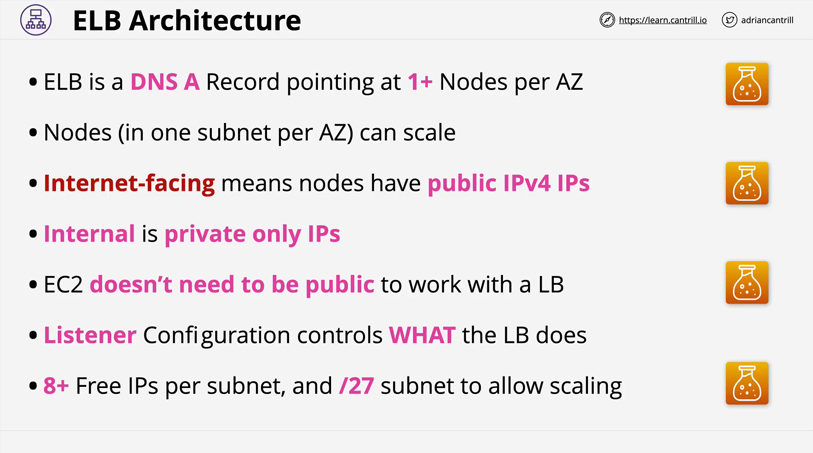 ELB Architecture
https://learn.cantrill.io
adriancantrill
• ELB is a DNS A Record pointing at 1+ Nodes per AZ
• Nodes (in one subnet per AZ) can scale
• Internet-facing means nodes have public IPv4 IPs
• Internal is private only IPs
• EC2 doesn't need to be public to work with a LB
• Listener Configuration controls WHAT the LB does
• 8+ Free IPs per subnet, and /27 subnet to allow scaling